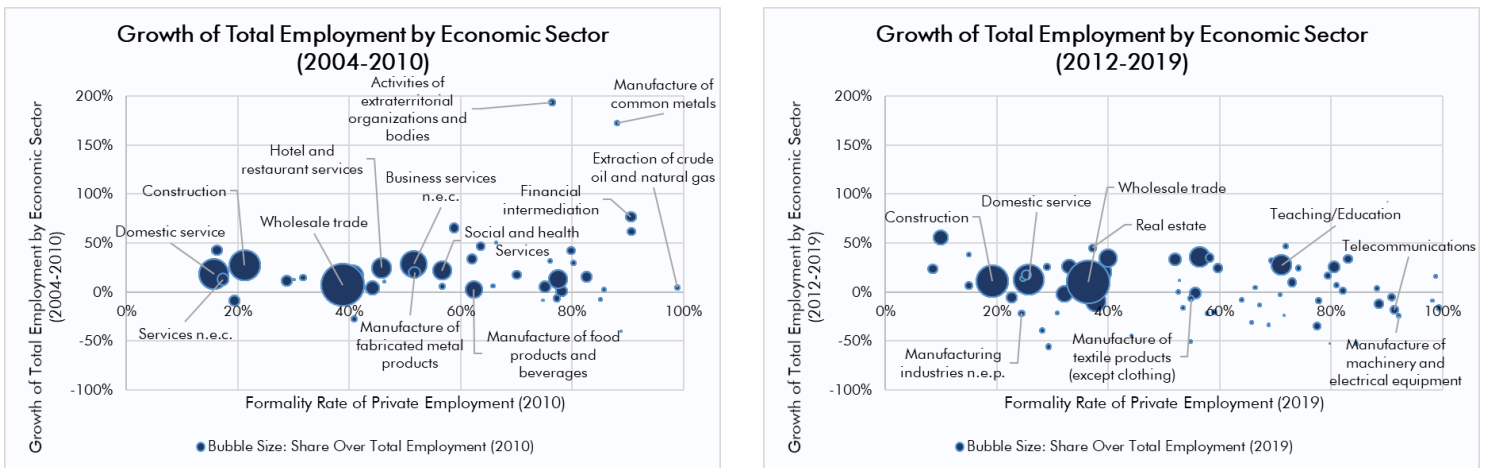 Growth of Total Employment by Economic Sector
(2004-2010)
Growth of Total Employment by Economic Sector
(2004-2010)
200%
150%
100%
50%
0%
-50%
-100%
0%
20%
40%
60%
80%
100%
Activities of
extraterritorial
organizations and
bodies
Manufacture of
common metals
Hotel and
restaurant services
Extraction of crude
oil and natural gas
Business services
n.e.c.
Construction
Financial
intermediation
Domestic service
Wholesale trade
Social and health
Services
Services n.e.c.
Manufacture of
fabricated metal
products
Manufacture of food
products and
beverages
Formality Rate of Private Employment (2010)
Bubble Size: Share Over Total Employment (2010)
Growth of Total Employment by Economic Sector
(2012-2019)
Growth of Total Employment by Economic Sector
(2012-2019)
200%
150%
100%
50%
0%
-50%
-100%
0%
20%
40%
60%
80%
100%
Wholesale trade
Domestic service
Construction
Real estate
Teaching/Education
Telecommunications
Manufacturing
industries n.e.p.
Manufacture of
textile products
(except clothing)
Manufacture of
machinery and
electrical equipment
Formality Rate of Private Employment (2019)
Bubble Size: Share Over Total Employment (2019)